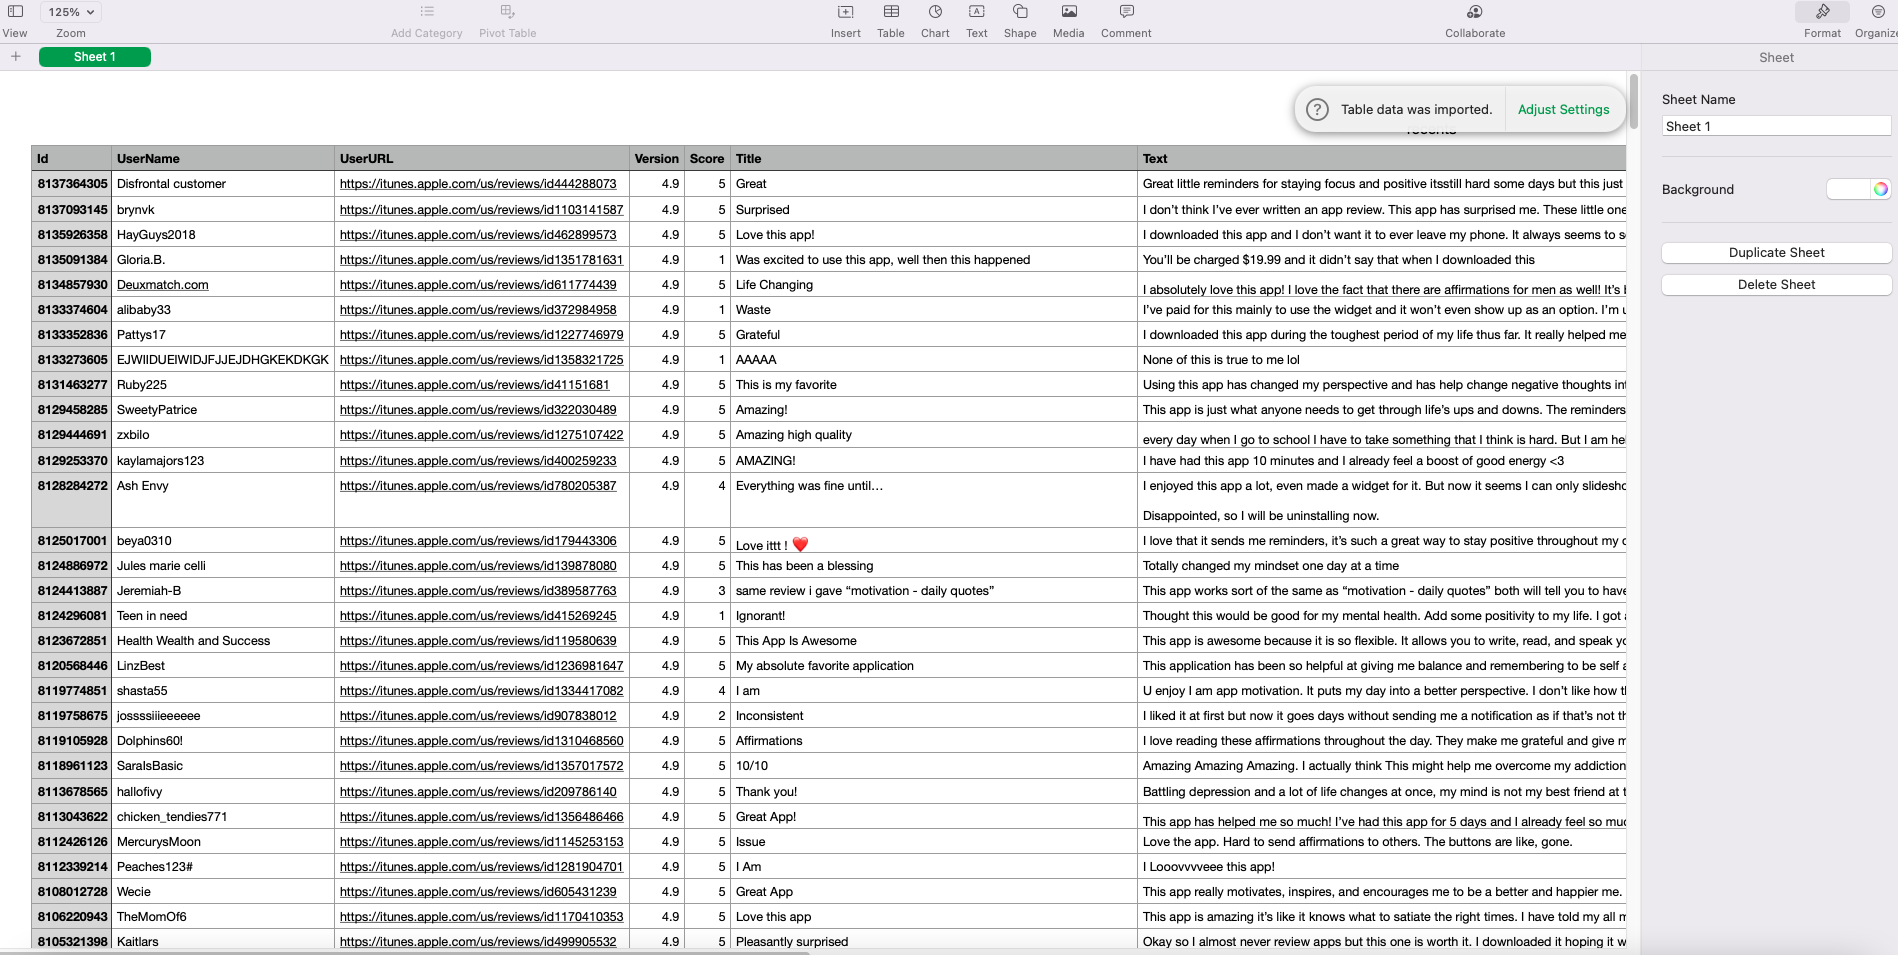 125%
View Zoom Add Category Pivot Table Insert Table Chart Text Shape Media Comment Collaborate Format Organize
+ Sheet 1 Sheet
? Table data was imported. Adjust Settings
Sheet Name
Sheet 1
Background
Duplicate Sheet
Delete Sheet
Id UserName UserURL Version Score Title Text
8137364305 Disfrontal customer https://itunes.apple.com/us/reviews/id444288073 4.9 5 Great Great little reminders for staying focus and positive itsstill hard some days but this just
8137093145 brynvk https://itunes.apple.com/us/reviews/id1103141587 4.9 5 Surprised I don’t think I’ve ever written an app review. This app has surprised me. These little one
8135926358 HayGuys2018 https://itunes.apple.com/us/reviews/id462899573 4.9 5 Love this app! I downloaded this app and I don’t want it to ever leave my phone. It always seems to s
8135091384 Gloria.B. https://itunes.apple.com/us/reviews/id1351781631 4.9 1 Was excited to use this app, well then this happened You’ll be charged $19.99 and it didn’t say that when I downloaded this
8134857930 Deuxmatch.com https://itunes.apple.com/us/reviews/id611774439 4.9 5 Life Changing I absolutely love this app! I love the fact that there are affirmations for men as well! It’s
8133374604 alibaby33 https://itunes.apple.com/us/reviews/id372984958 4.9 1 Waste I’ve paid for this mainly to use the widget and it won’t even show up as an option. I’m
8133352836 Pattys17 https://itunes.apple.com/us/reviews/id1227746979 4.9 5 Grateful I downloaded this app during the toughest period of my life thus far. It really helped me
8133273605 EJWIIDUEIWIDJFJJEJDHGKEKDKGK https://itunes.apple.com/us/reviews/id1358321725 4.9 1 AAAAA None of this is true to me lol
8131463277 Ruby225 https://itunes.apple.com/us/reviews/id41151681 4.9 5 This is my favorite Using this app has changed my perspective and has help change negative thoughts
8129458285 SweetyPatrice https://itunes.apple.com/us/reviews/id322030489 4.9 5 Amazing! This app is just what anyone needs to get through life’s ups and downs. The reminders
8129444691 zxbilo https://itunes.apple.com/us/reviews/id1275107422 4.9 5 Amazing high quality every day when I go to school I have to take something that I think is hard. But I am
8129253370 kaylamajors123 https://itunes.apple.com/us/reviews/id400259233 4.9 5 AMAZING! I have had this app 10 minutes and I already feel a boost of good energy <3
8128284272 Ash Envy https://itunes.apple.com/us/reviews/id780205387 4.9 4 Everything was fine until… I enjoyed this app a lot, even made a widget for it. But now it seems I can only slidesho
Disappointed, so I will be uninstalling now.
8125017001 beya0310 https://itunes.apple.com/us/reviews/id179443306 4.9 5 Love ittt ! ❤️ I love that it sends me reminders, it’s such a great way to stay positive throughout my
8124886972 Jules marie celli https://itunes.apple.com/us/reviews/id139878080 4.9 5 This has been a blessing Totally changed my mindset one day at a time
8124413887 Jeremiah-B https://itunes.apple.com/us/reviews/id389587763 4.9 3 same review i gave “motivation - daily quotes” This app works sort of the same as “motivation - daily quotes” both will tell you to have
8124296081 Teen in need https://itunes.apple.com/us/reviews/id415269245 4.9 1 Ignorant! Thought this would be good for my mental health. Add some positivity to my life. I got
8123672851 Health Wealth and Success https://itunes.apple.com/us/reviews/id119580639 4.9 5 This App Is Awesome This app is awesome because it is so flexible. It allows you to write, read, and speak
8120568446 LinzBest https://itunes.apple.com/us/reviews/id1236981647 4.9 5 My absolute favorite application This application has been so helpful at giving me balance and remembering to be self
8119774851 shasta55 https://itunes.apple.com/us/reviews/id1334417082 4.9 4 I am U enjoy I am app motivation. It puts my day into a better perspective. I don’t like how
8119758675 jossssiiieeeeee https://itunes.apple.com/us/reviews/id907838012 4.9 2 Inconsistent I liked it at first but now it goes days without sending me a notification as if that’s not
8119105928 Dolphins60! https://itunes.apple.com/us/reviews/id1310468560 4.9 5 Affirmations I love reading these affirmations throughout the day. They make me grateful and give
8118961123 SaraIsBasic https://itunes.apple.com/us/reviews/id1357017572 4.9 5 10/10 Amazing Amazing Amazing. I actually think This might help me overcome my addiction
8113678565 hallofivy https://itunes.apple.com/us/reviews/id209786140 4.9 5 Thank you! Battling depression and a lot of life changes at once, my mind is not my best friend at
8113043622 chicken_tendies771 https://itunes.apple.com/us/reviews/id1356486466 4.9 5 Great App! This app has helped me so much! I’ve had this app for 5 days and I already feel so
8112426126 MercurysMoon https://itunes.apple.com/us/reviews/id1145253153 4.9 5 Issue Love the app. Hard to send affirmations to others. The buttons are like, gone.
8112339214 Peaches123# https://itunes.apple.com/us/reviews/id1281904701 4.9 5 I Am I Looovvvveee this app!
8108012728 Wecie https://itunes.apple.com/us/reviews/id605431239 4.9 5 Great App This app really motivates, inspires, and encourages me to be a better and happier me.
8106220943 TheMomOf6 https://itunes.apple.com/us/reviews/id1170410353 4.9 5 Love this app This app is amazing it’s like it knows what to satiate the right times. I have told my all
8105321398 Kaitlars https://itunes.apple.com/us/reviews/id499905532 4.9 5 Pleasantly surprised Okay so I almost never review apps but this one is worth it. I downloaded it hoping it